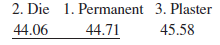 2. Die 1. Permanent 3. Plaster
44.06 44.71 45.58